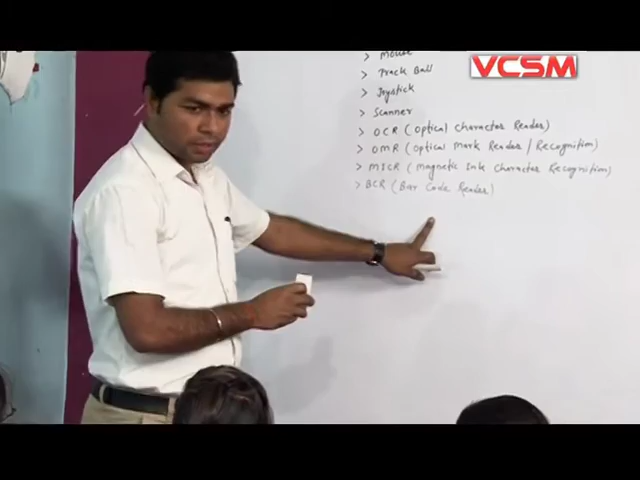 VCSM
> Mouse
> Track Ball
> Joystick
> Scanner
> OCR (Optical Character Reader)
> OMR (Optical Mark Reader / Recognition)
> MICR (Magnetic Ink Character Recognition)
> BCR (Bar Code Reader)